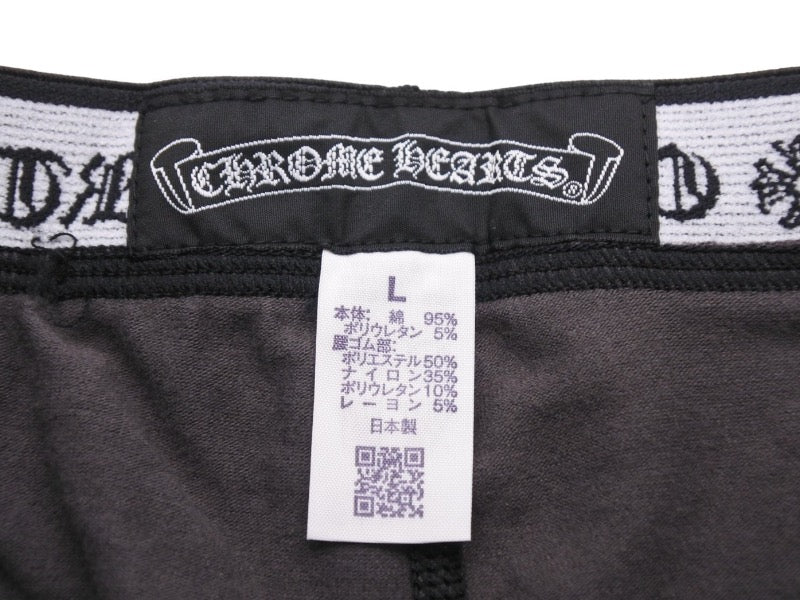 CHROME HEARTS®
L
本体: 綿 95%
ポリウレタン 5%
腰ゴム部:
ポリエステル50%
ナイロン35%
ポリウレタン10%
レーヨン 5%
日本製